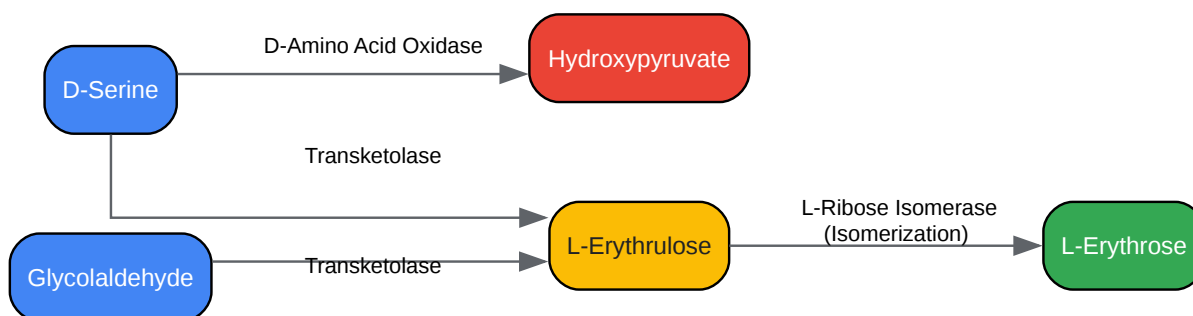 D-Amino Acid Oxidase
Hydroxypyruvate
D-Serine
Transketolase
L-Ribose Isomerase
(Isomerization)
L-Erythrulose
L-Erythrose
Transketolase
Glycolaldehyde